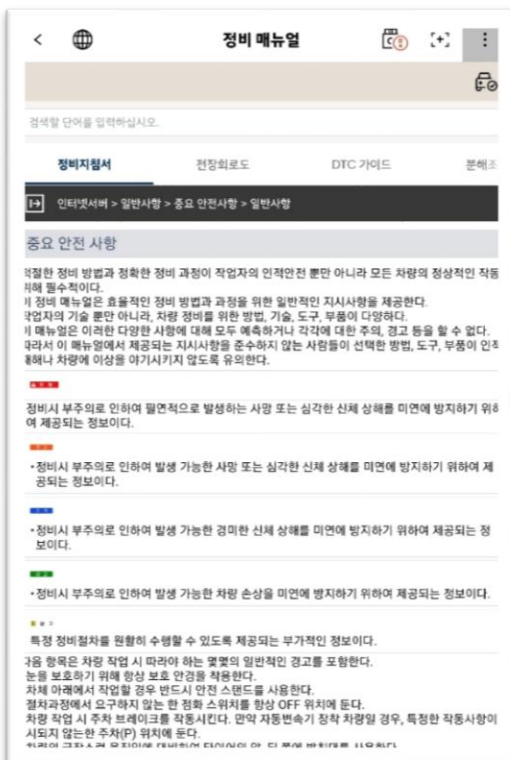 정비 매뉴얼
검색할 단어를 입력하십시오.
정비지침서 전장회로도 DTC 가이드 분해조
인터넷서버 > 일반사항 > 중요 안전사항 > 일반사항
중요 안전 사항
적절한 정비 방법과 정확한 정비 과정이 작업자의 인적안전 뿐만 아니라 모든 차량의 정상적인 작동
위해 필수적이다.
이 정비 매뉴얼은 효율적인 정비 방법과 과정을 위한 일반적인 지시사항을 제공한다.
작업자의 기술 뿐만 아니라, 차량 정비를 위한 방법, 기술, 도구, 부품이 다양하다.
이 매뉴얼은 이러한 다양한 사항에 대해 모두 예측하거나 각각에 대한 주의, 경고 등을 할 수 없다.
따라서 이 매뉴얼에서 제공되는 지시사항을 준수하지 않는 사람들이 선택한 방법, 도구, 부품이 인적
해나 차량에 이상을 야기시키지 않도록 유의한다.
정비시 부주의로 인하여 필연적으로 발생하는 사망 또는 심각한 신체 상해를 미연에 방지하기 위하
여 제공되는 정보이다.
•정비시 부주의로 인하여 발생 가능한 사망 또는 심각한 신체 상해를 미연에 방지하기 위하여 제
공되는 정보이다.
•정비시 부주의로 인하여 발생 가능한 경미한 신체 상해를 미연에 방지하기 위하여 제공되는 정
보이다.
•정비시 부주의로 인하여 발생 가능한 차량 손상을 미연에 방지하기 위하여 제공되는 정보이다.
특정 정비절차를 원활히 수행할 수 있도록 제공되는 부가적인 정보이다.
다음 항목은 차량 작업 시 따라야 하는 몇몇의 일반적인 경고를 포함한다.
눈을 보호하기 위해 항상 보호 안경을 착용한다.
차체 아래에서 작업할 경우 반드시 안전 스탠드를 사용한다.
절차과정에서 요구하지 않는 한 점화 스위치를 항상 OFF 위치에 둔다.
차량 작업 시 주차 브레이크를 작동시킨다. 만약 자동변속기 장착 차량일 경우, 특정한 작동사항이
시되지 않는한 주차(P) 위치에 둔다.